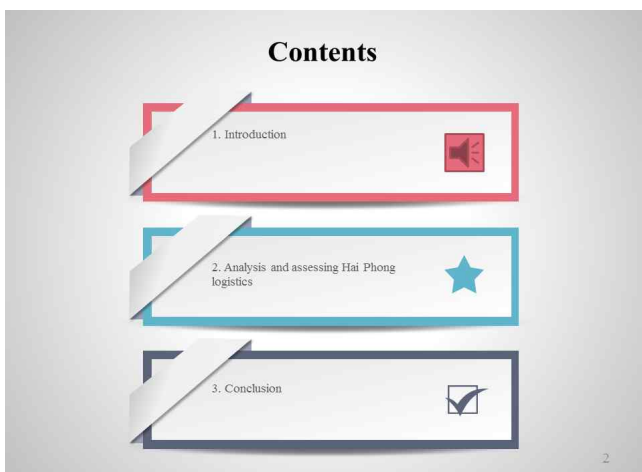 Contents
1. Introduction
2. Analysis and assessing Hai Phong
logistics
3. Conclusion
2